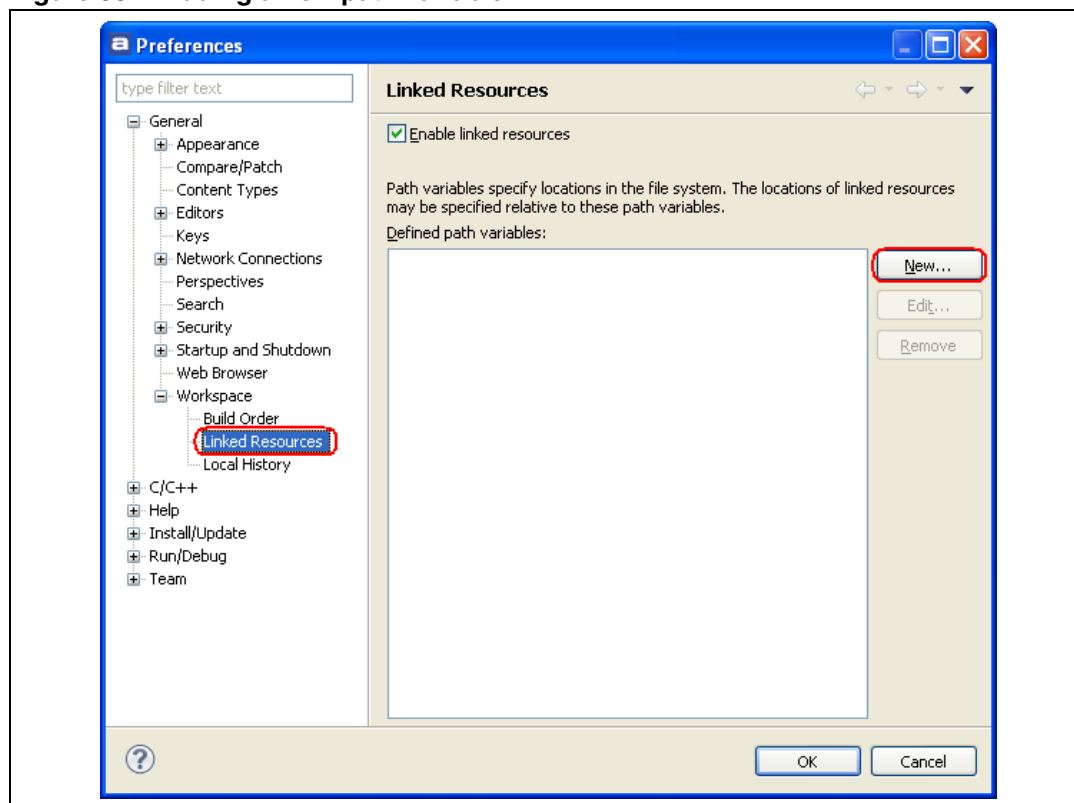 Preferences
type filter text
Linked Resources
General
Appearance
Compare/Patch
Content Types
Editors
Keys
Network Connections
Perspectives
Search
Security
Startup and Shutdown
Web Browser
Workspace
Build Order
Linked Resources
Local History
C/C++
Help
Install/Update
Run/Debug
Team
Enable linked resources
Path variables specify locations in the file system. The locations of linked resources
may be specified relative to these path variables.
Defined path variables:
New...
Edit...
Remove
OK
Cancel